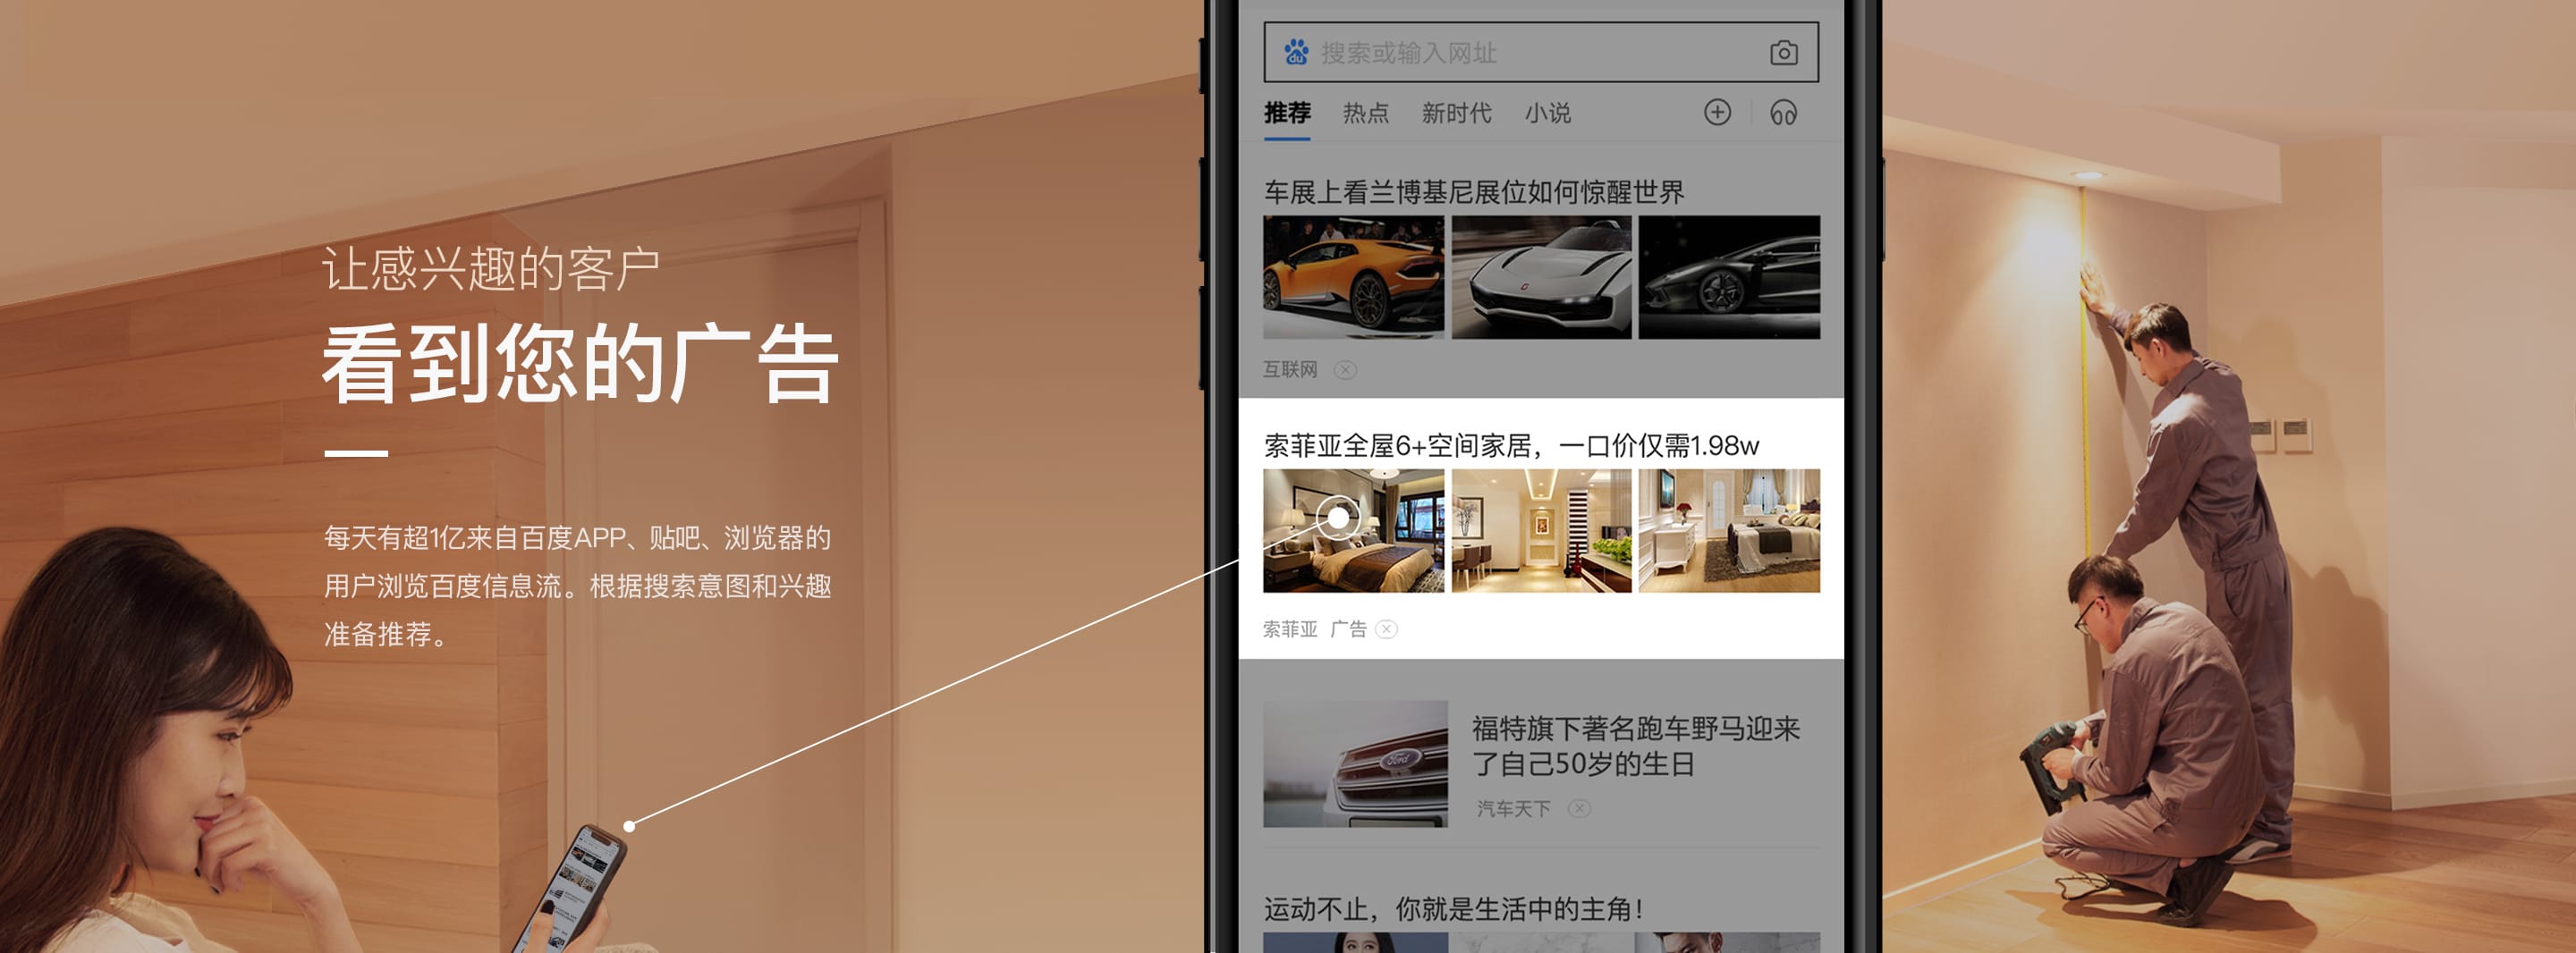 让感兴趣的客户
看到您的广告
每天有超1亿来自百度APP、贴吧、浏览器的
用户浏览百度信息流。根据搜索意图和兴趣
准备推荐。
du 搜索或输入网址
推荐 热点 新时代 小说
车展上看兰博基尼展位如何惊醒世界
互联网
索菲亚全屋6+空间家居，一口价仅需1.98w
索菲亚 广告
Ford
福特旗下著名跑车野马迎来
了自己50岁的生日
汽车天下
运动不止，你就是生活中的主角！